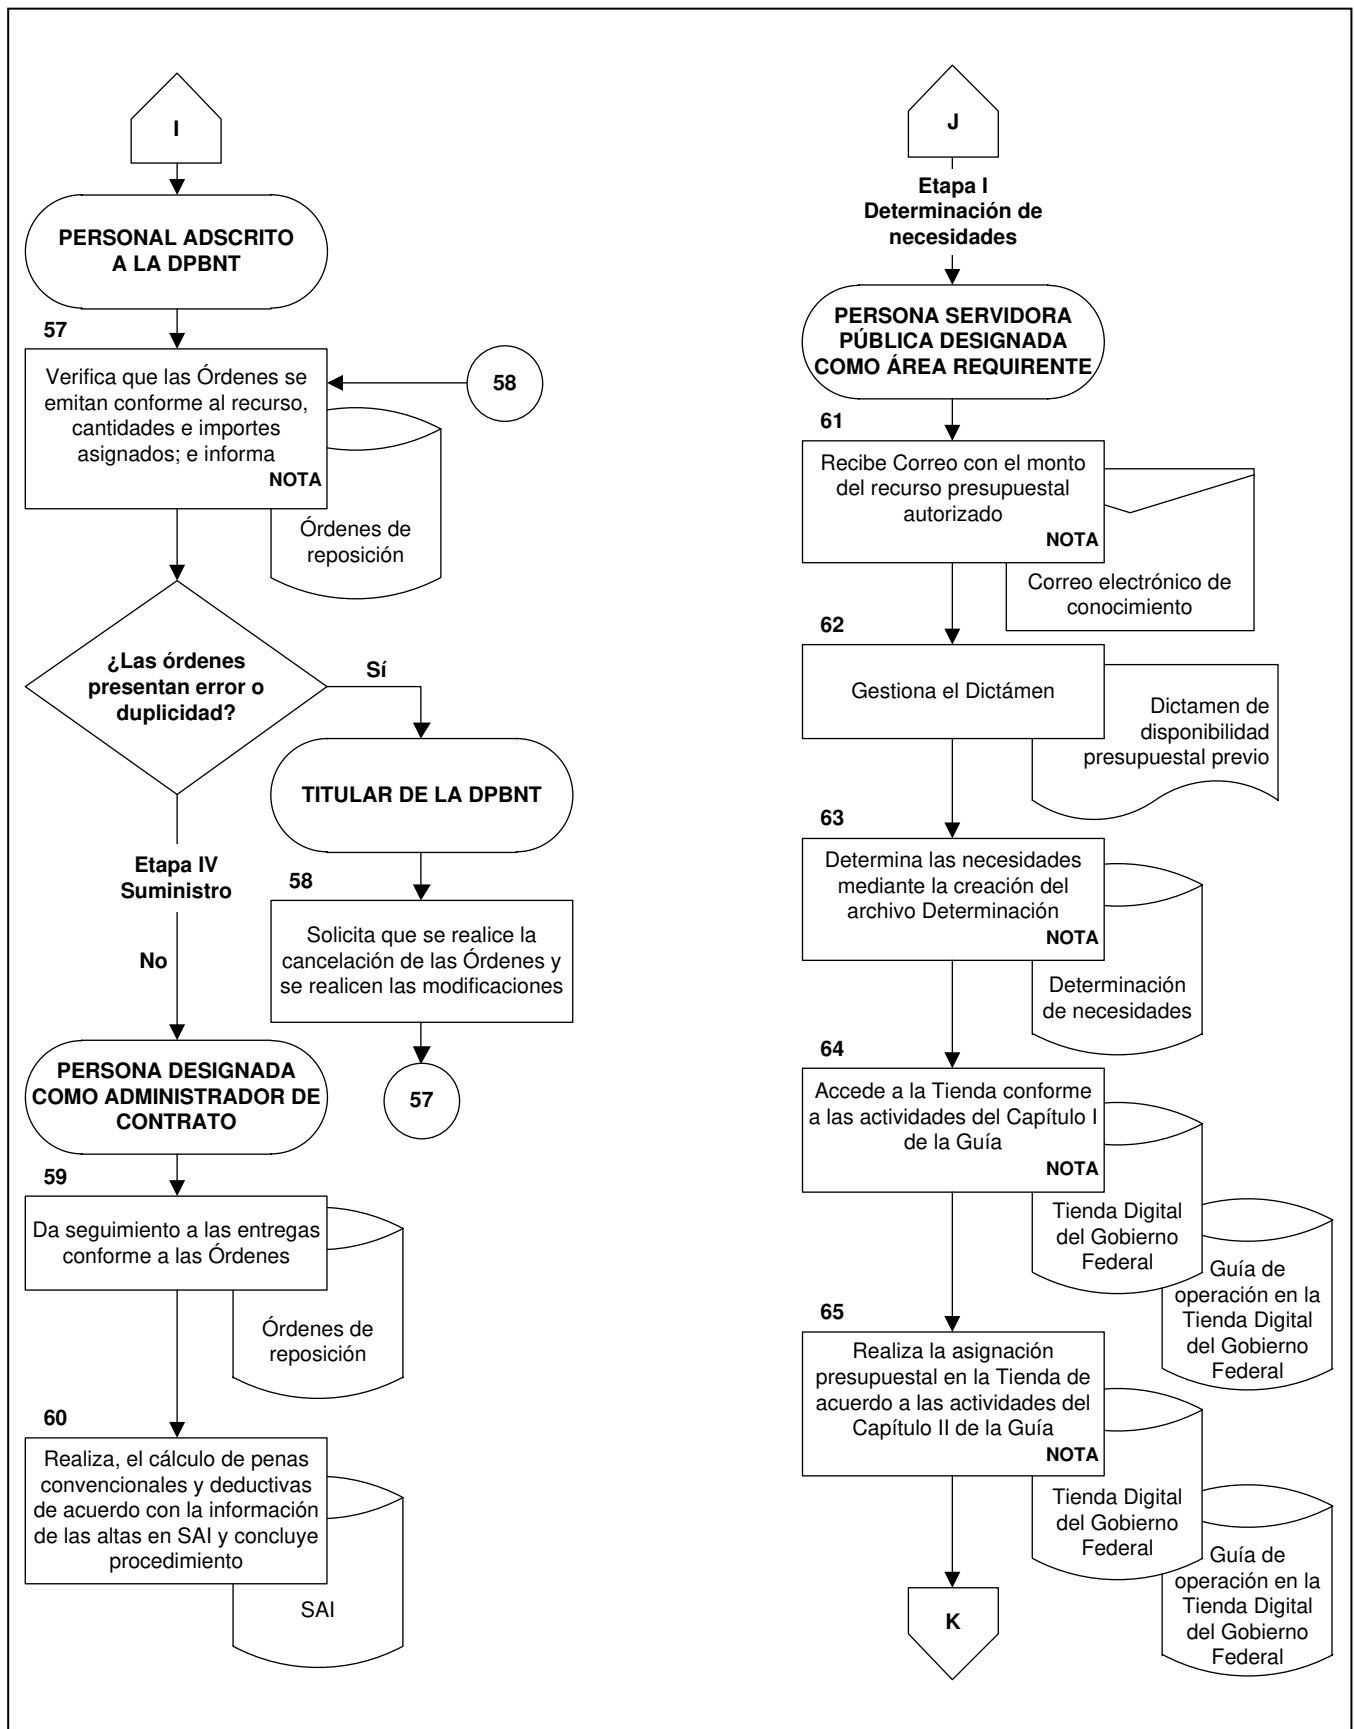 I
PERSONAL ADSCRITO
A LA DPBNT
57
Verifica que las Órdenes se
emitan conforme al recurso,
cantidades e importes
asignados; e informa
NOTA
58
Órdenes de
reposición
¿Las órdenes
presentan error o
duplicidad?
Sí
TITULAR DE LA DPBNT
58
Solicita que se realice la
cancelación de las Órdenes y
se realicen las modificaciones
57
Etapa IV
Suministro
No
PERSONA DESIGNADA
COMO ADMINISTRADOR DE
CONTRATO
59
Da seguimiento a las entregas
conforme a las Órdenes
Órdenes de
reposición
60
Realiza, el cálculo de penas
convencionales y deductivas
de acuerdo con la información
de las altas en SAI y concluye
procedimiento
SAI
J
Etapa I
Determinación de
necesidades
PERSONA SERVIDORA
PÚBLICA DESIGNADA
COMO ÁREA REQUIRENTE
61
Recibe Correo con el monto
del recurso presupuestal
autorizado
NOTA
Correo electrónico de
conocimiento
62
Gestiona el Dictámen
Dictamen de
disponibilidad
presupuestal previo
63
Determina las necesidades
mediante la creación del
archivo Determinación
NOTA
Determinación
de necesidades
64
Accede a la Tienda conforme
a las actividades del Capítulo I
de la Guía
NOTA
Tienda Digital
del Gobierno
Federal
Guía de
operación en la
Tienda Digital
del Gobierno
Federal
65
Realiza la asignación
presupuestal en la Tienda de
acuerdo a las actividades del
Capítulo II de la Guía
NOTA
Tienda Digital
del Gobierno
Federal
Guía de
operación en la
Tienda Digital
del Gobierno
Federal
K